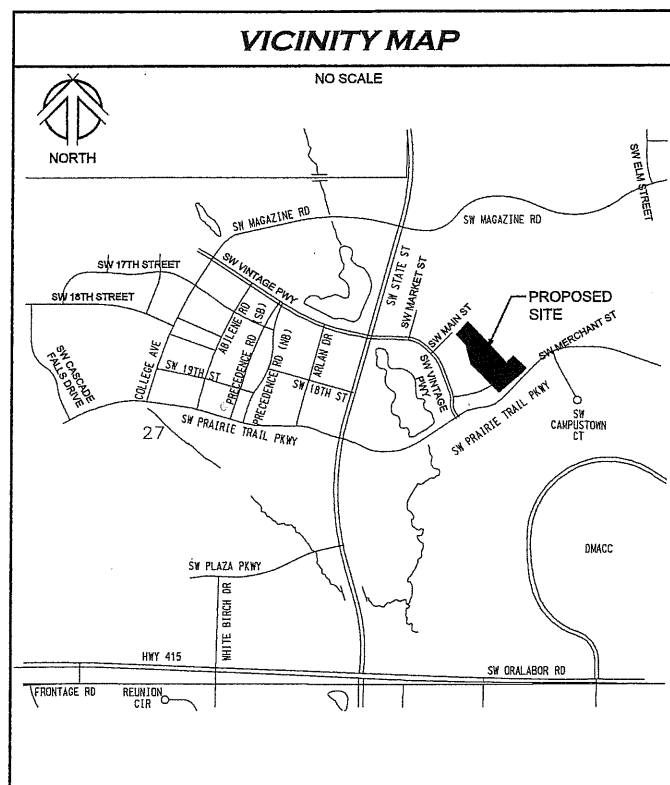 VICINITY MAP
NO SCALE
NORTH
SW ELM STREET
SW MAGAZINE RD
SW MAGAZINE RD
SW 17TH STREET
SW VINTAGE PWY
SW STATE ST
SW MARKET ST
SW 18TH STREET
ABILENE RD
PRECEDENCE RD (SB)
PRECEDENCE RD (NB)
ARLAN DR
SW MAIN ST
PROPOSED
SITE
SW MERCHANT ST
SW CASCADE
FALLS DRIVE
COLLEGE AVE
SW 19TH ST
SW 18TH ST
SW VINTAGE
PWY
SW PRAIRIE TRAIL PKWY
SW PRAIRIE TRAIL PKWY
SW
CAMPUSTOWN
CT
27
DMACC
SW PLAZA PKWY
WHITE BIRCH DR
HWY 415
SW ORALABOR RD
FRONTAGE RD
REUNION
CIR